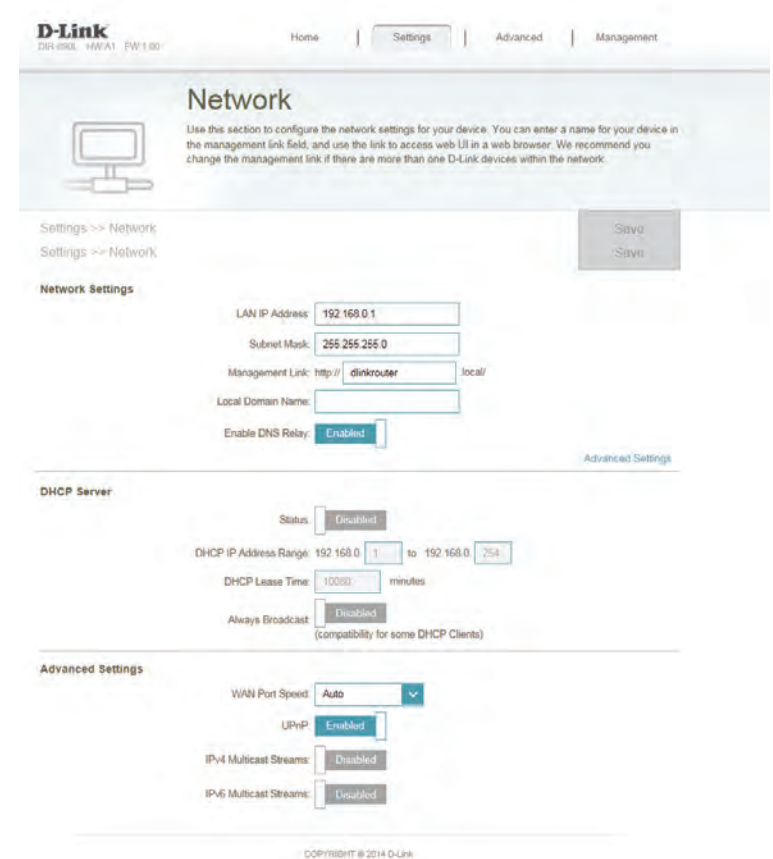 D-Link
DIR-890L HW:A1 FW:1.00
Home | Settings | Advanced | Management
Network
Use this section to configure the network settings for your device. You can enter a name for your device in
the management link field, and use the link to access web UI in a web browser. We recommend you
change the management link if there are more than one D-Link devices within the network.
Settings >> Network
Save
Settings >> Network
Save
Network Settings
LAN IP Address: 192.168.0.1
Subnet Mask: 255.255.255.0
Management Link: http:// dlinkrouter .local/
Local Domain Name:
Enable DNS Relay: Enabled
Advanced Settings
DHCP Server
Status: Disabled
DHCP IP Address Range: 192.168.0. 1 to 192.168.0. 254
DHCP Lease Time: 10080 minutes
Always Broadcast: Disabled
(compatibility for some DHCP Clients)
Advanced Settings
WAN Port Speed: Auto
UPnP: Enabled
IPv4 Multicast Streams: Disabled
IPv6 Multicast Streams: Disabled
COPYRIGHT © 2014 D-Link